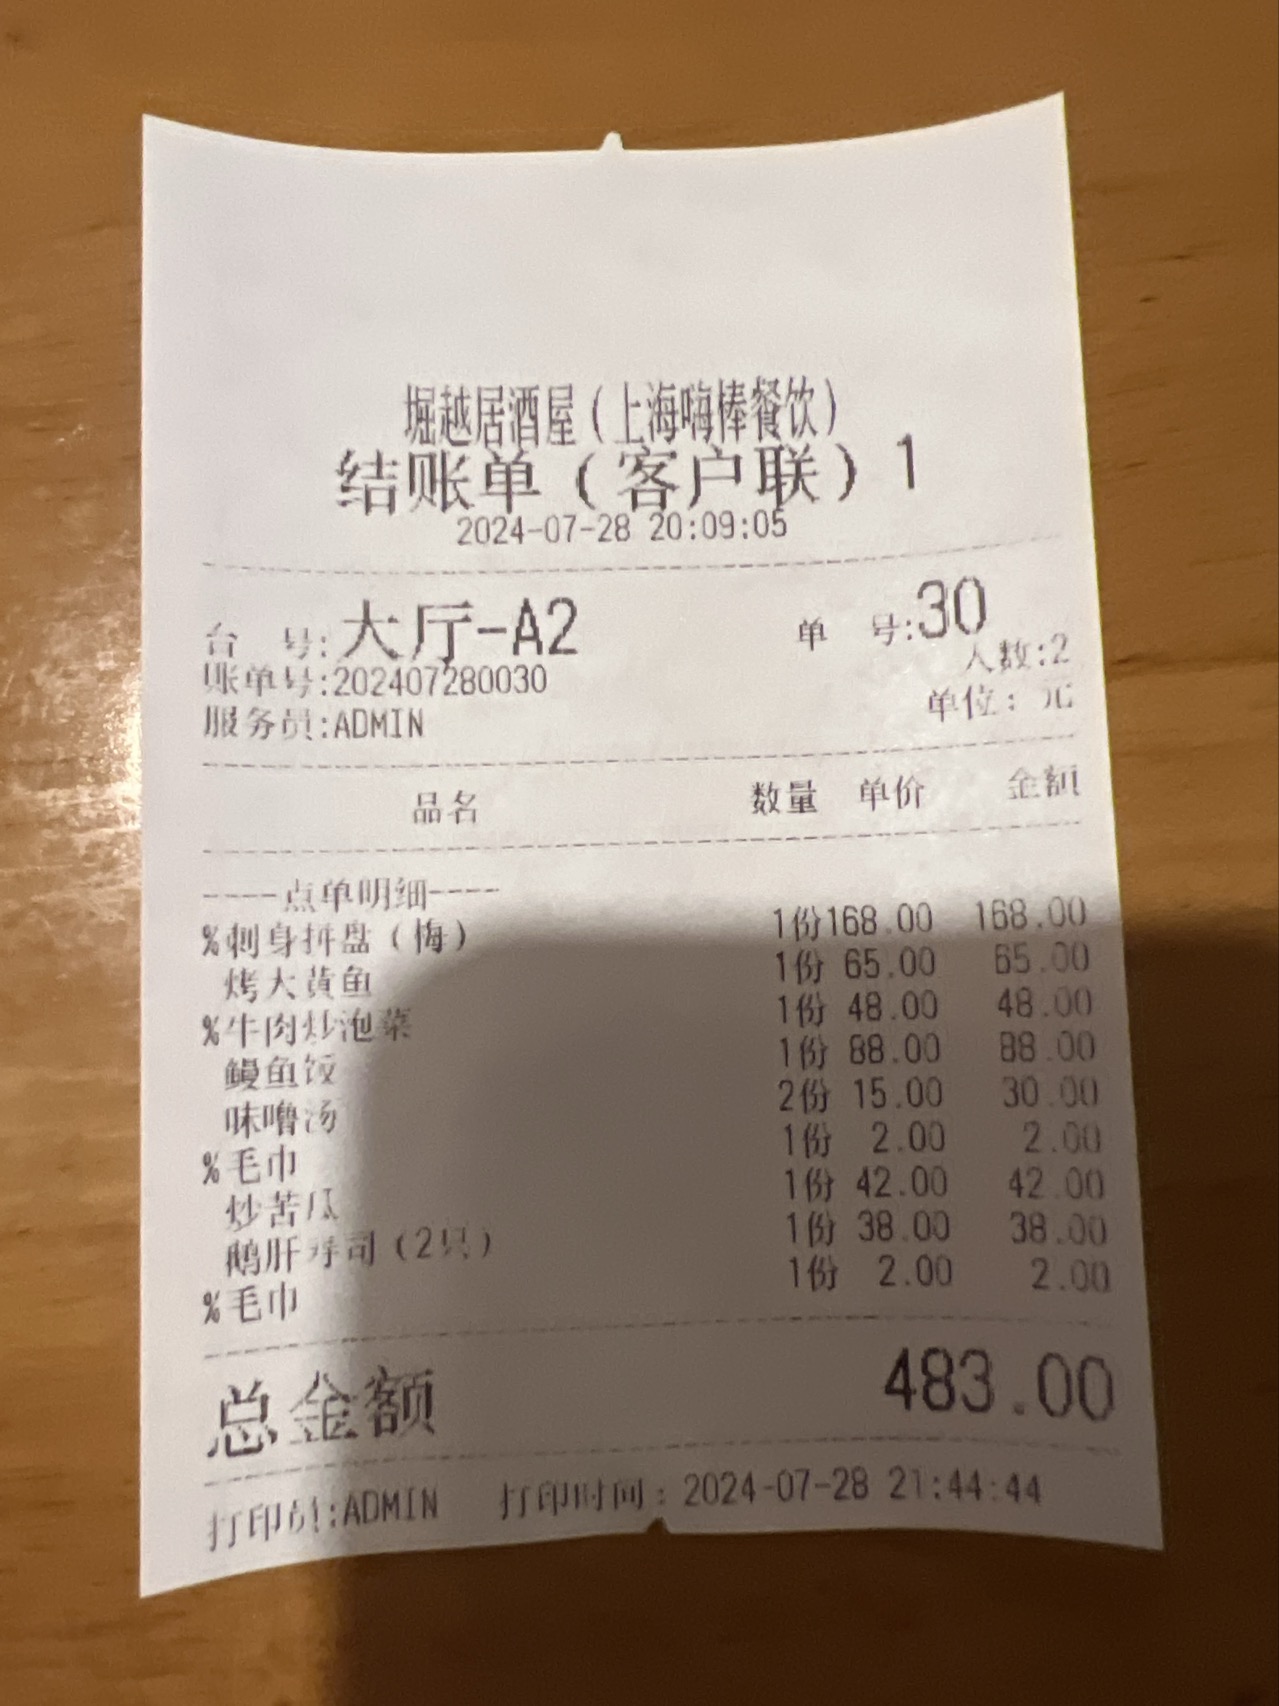 堀越居酒屋(上海嗨棒餐饮)
结账单(客户联)1
2024-07-28 20:09:05
台 号:大厅-A2 单 号:30
账单号:202407280030 人数:2
服务员:ADMIN 单位: 元
品名 数量 单价 金额
----点单明细----
%刺身拼盘(梅) 1份168.00 168.00
烤大黄鱼 1份 65.00 65.00
%牛肉炒泡菜 1份 48.00 48.00
鳗鱼饺 1份 88.00 88.00
味噜汤 2份 15.00 30.00
%毛巾 1份 2.00 2.00
炒苦瓜 1份 42.00 42.00
鹅肝寿司(2只) 1份 38.00 38.00
%毛巾 1份 2.00 2.00
总金额 483.00
打印员:ADMIN 打印时间:2024-07-28 21:44:44